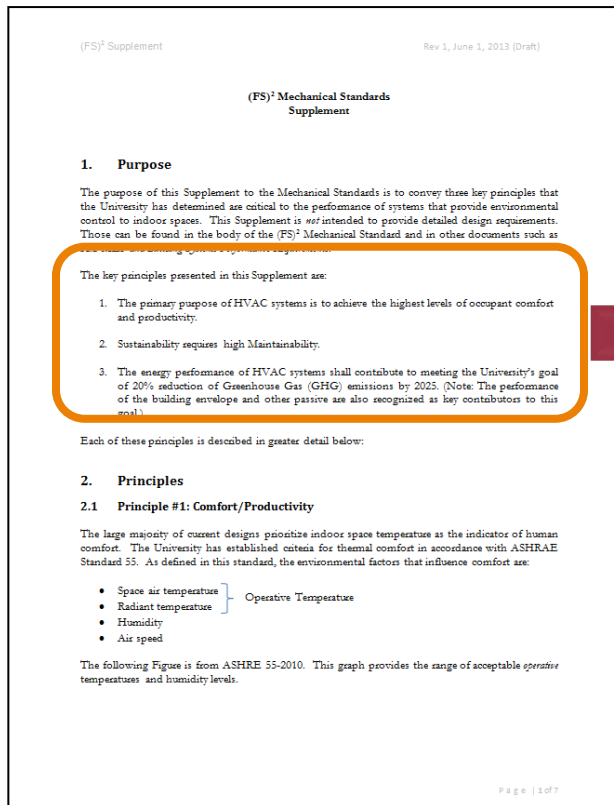 (FS)² Supplement Rev 1, June 1, 2013 (Draft)
(FS)² Mechanical Standards
Supplement
1. Purpose
The purpose of this Supplement to the Mechanical Standards is to convey three key principles that
the University has determined are critical to the performance of systems that provide environmental
control to indoor spaces. This Supplement is not intended to provide detailed design requirements.
Those can be found in the body of the (FS)² Mechanical Standard and in other documents such as
The key principles presented in this Supplement are:
1. The primary purpose of HVAC systems is to achieve the highest levels of occupant comfort
and productivity.
2. Sustainability requires high Maintainability.
3. The energy performance of HVAC systems shall contribute to meeting the University's goal
of 20% reduction of Greenhouse Gas (GHG) emissions by 2025. (Note: The performance
of the building envelope and other passive are also recognized as key contributors to this
goal.)
Each of these principles is described in greater detail below:
2. Principles
2.1 Principle #1: Comfort/Productivity
The large majority of current designs prioritize indoor space temperature as the indicator of human
comfort. The University has established criteria for thermal comfort in accordance with ASHRAE
Standard 55. As defined in this standard, the environmental factors that influence comfort are:
• Space air temperature
• Radiant temperature
Operative Temperature
• Humidity
• Air speed
The following Figure is from ASHRE 55-2010. This graph provides the range of acceptable operative
temperatures and humidity levels.
Page | 1of7